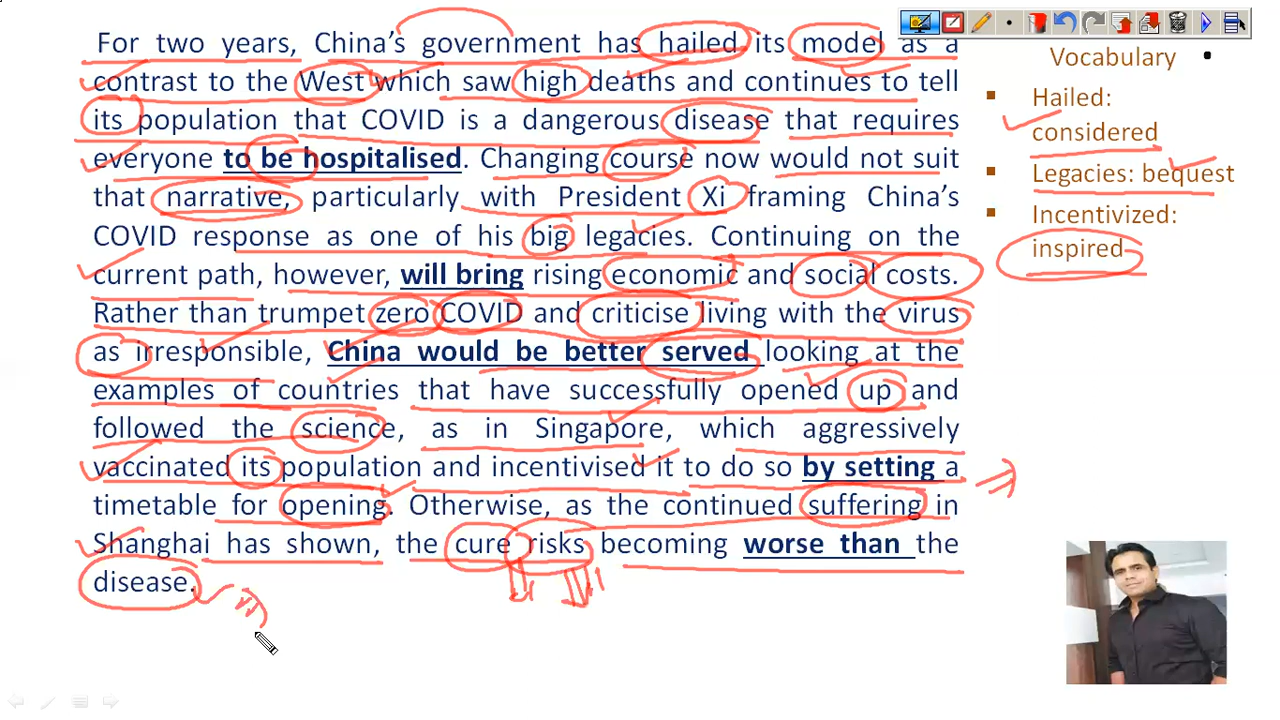 For two years, China's government has hailed its model as a
contrast to the West which saw high deaths and continues to tell
its population that COVID is a dangerous disease that requires
everyone to be hospitalised. Changing course now would not suit
that narrative, particularly with President Xi framing China's
COVID response as one of his big legacies. Continuing on the
current path, however, will bring rising economic and social costs.
Rather than trumpet zero COVID and criticise living with the virus
as irresponsible, China would be better served looking at the
examples of countries that have successfully opened up and
followed the science, as in Singapore, which aggressively
vaccinated its population and incentivised it to do so by setting a
timetable for opening. Otherwise, as the continued suffering in
Shanghai has shown, the cure risks becoming worse than the
disease.
Vocabulary
Hailed:
considered
Legacies: bequest
Incentivized:
inspired